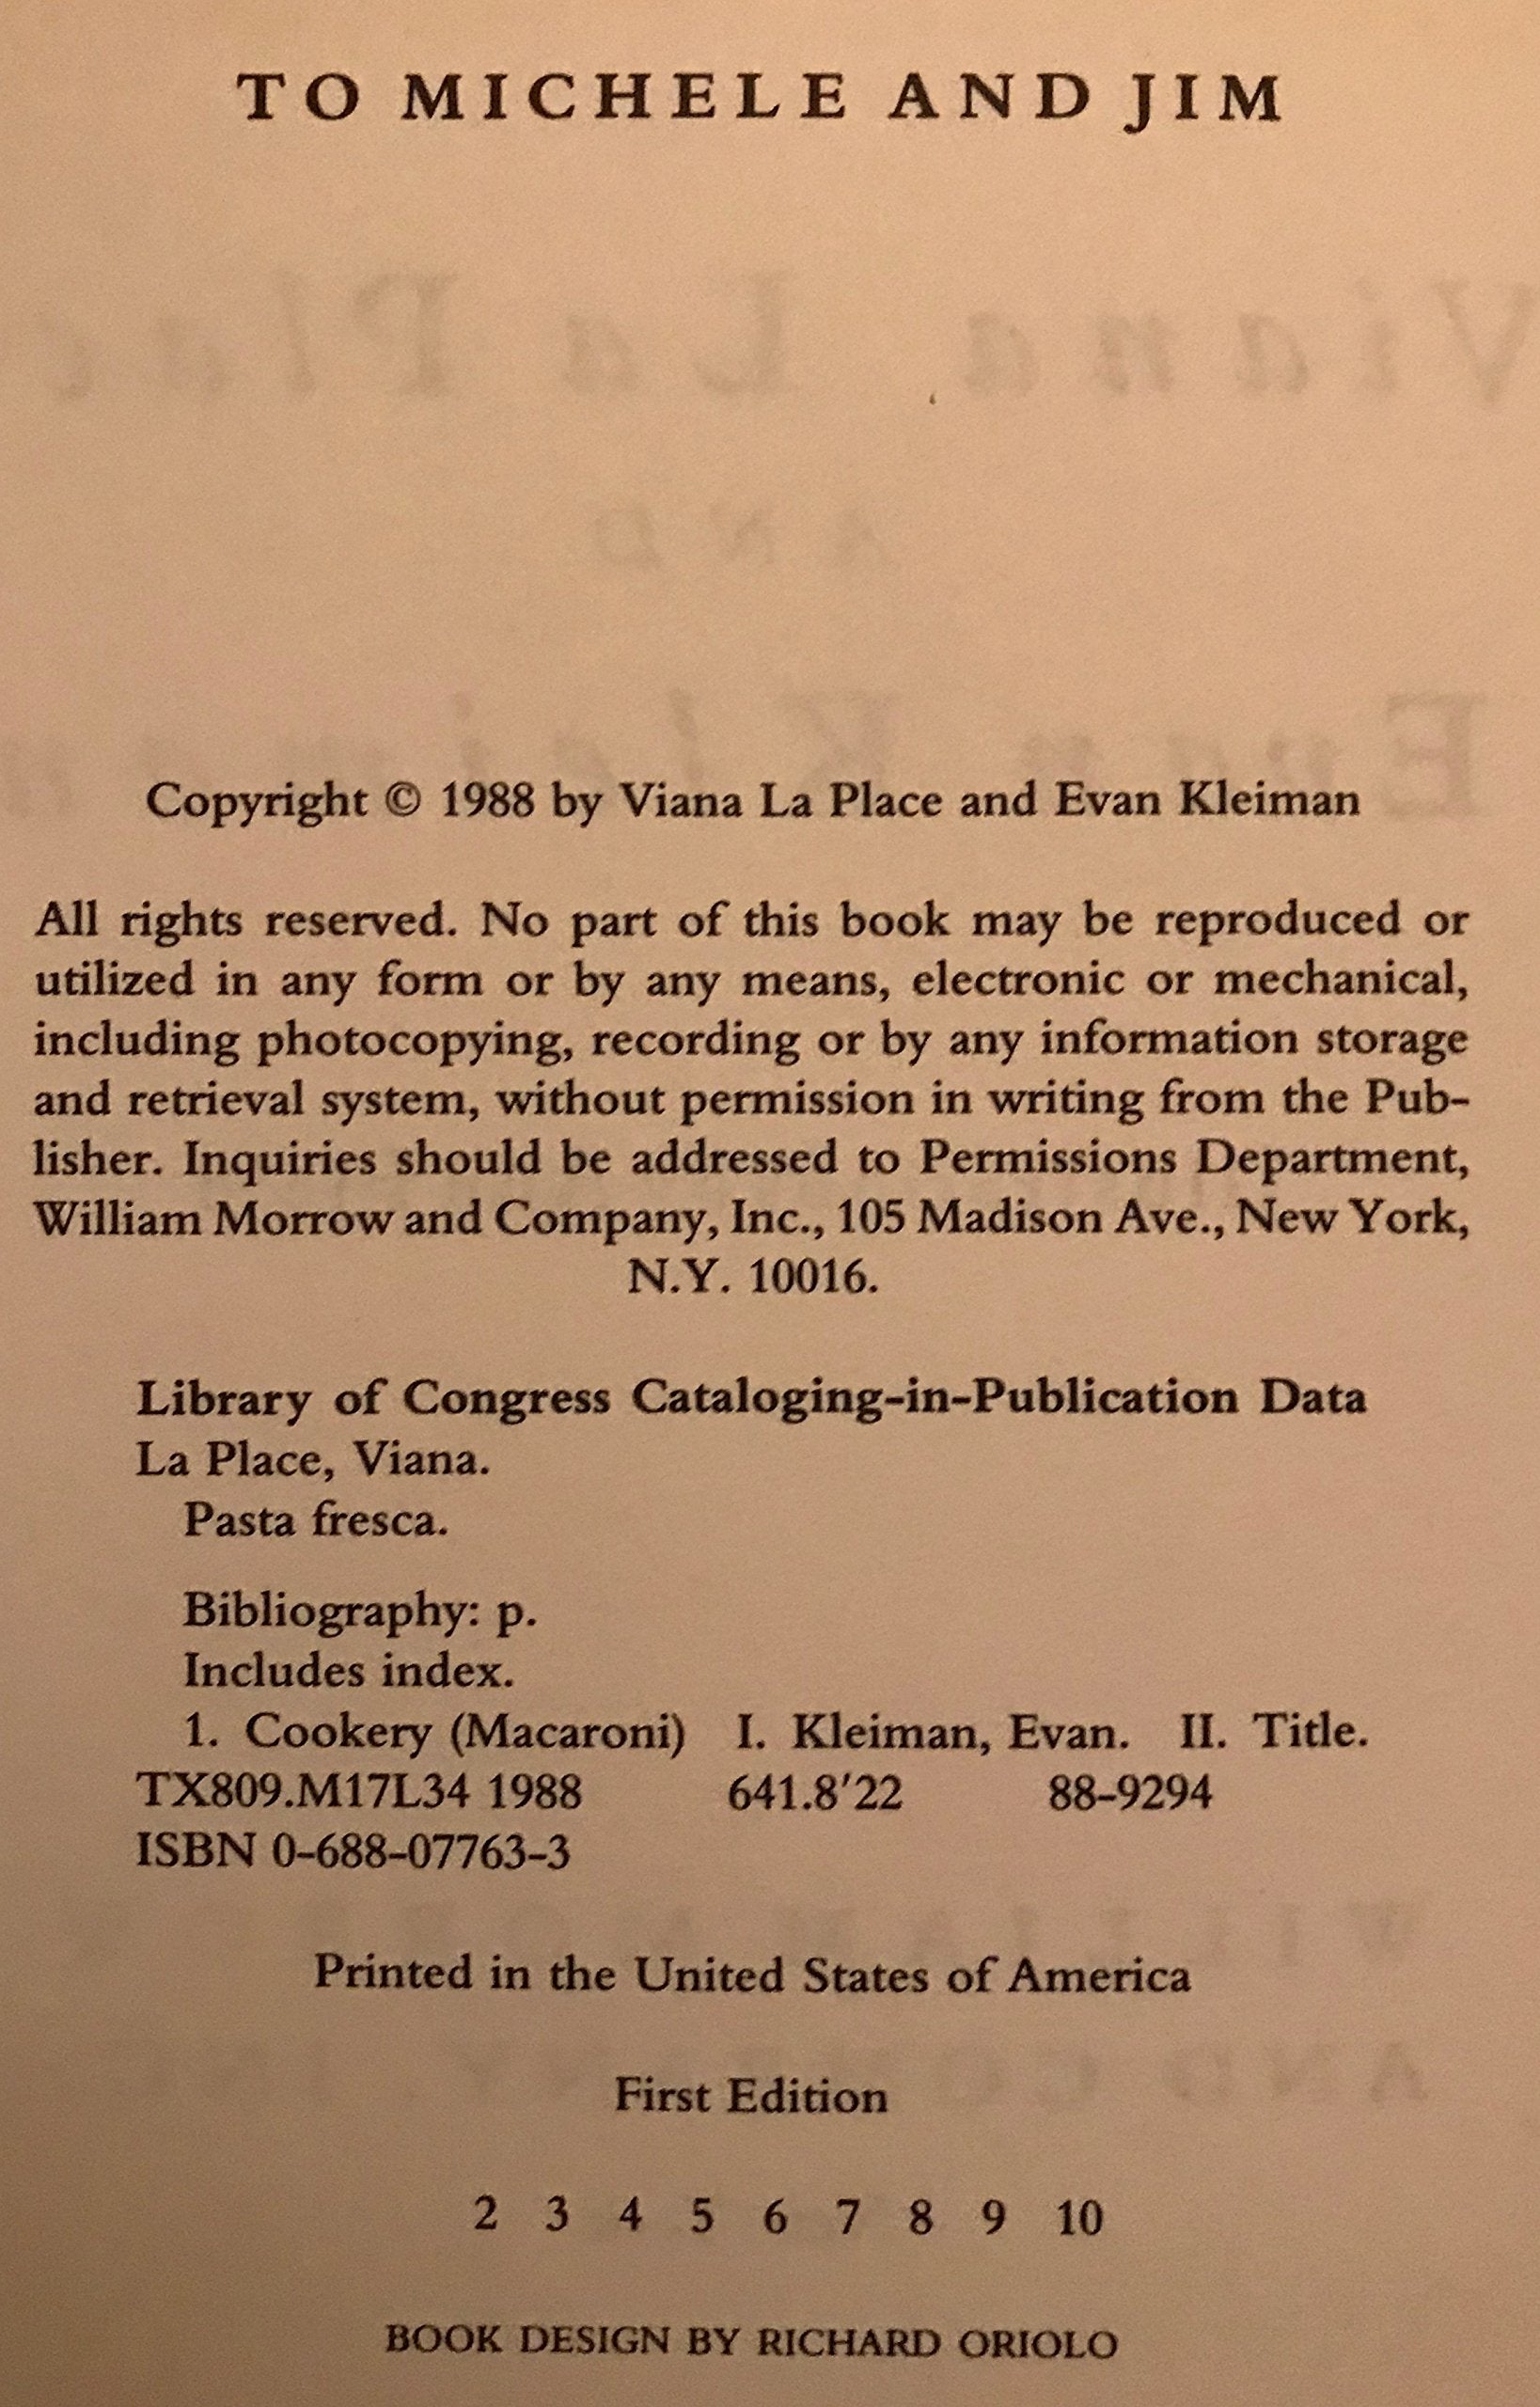 TO MICHELE AND JIM
Copyright © 1988 by Viana La Place and Evan Kleiman
All rights reserved. No part of this book may be reproduced or
utilized in any form or by any means, electronic or mechanical,
including photocopying, recording or by any information storage
and retrieval system, without permission in writing from the Pub-
lisher. Inquiries should be addressed to Permissions Department,
William Morrow and Company, Inc., 105 Madison Ave., New York,
N.Y. 10016.
Library of Congress Cataloging-in-Publication Data
La Place, Viana.
Pasta fresca.
Bibliography: p.
Includes index.
1. Cookery (Macaroni) I. Kleiman, Evan. II. Title.
TX809.M17L34 1988 641.8'22 88-9294
ISBN 0-688-07763-3
Printed in the United States of America
First Edition
2 3 4 5 6 7 8 9 10
BOOK DESIGN BY RICHARD ORIOLO